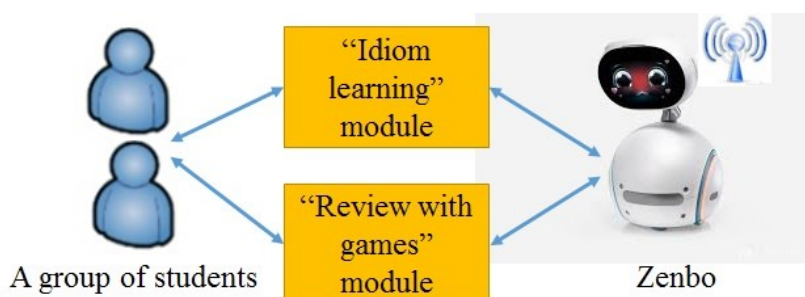 “Idiom
learning”
module
“Review with
games”
module
A group of students
Zenbo